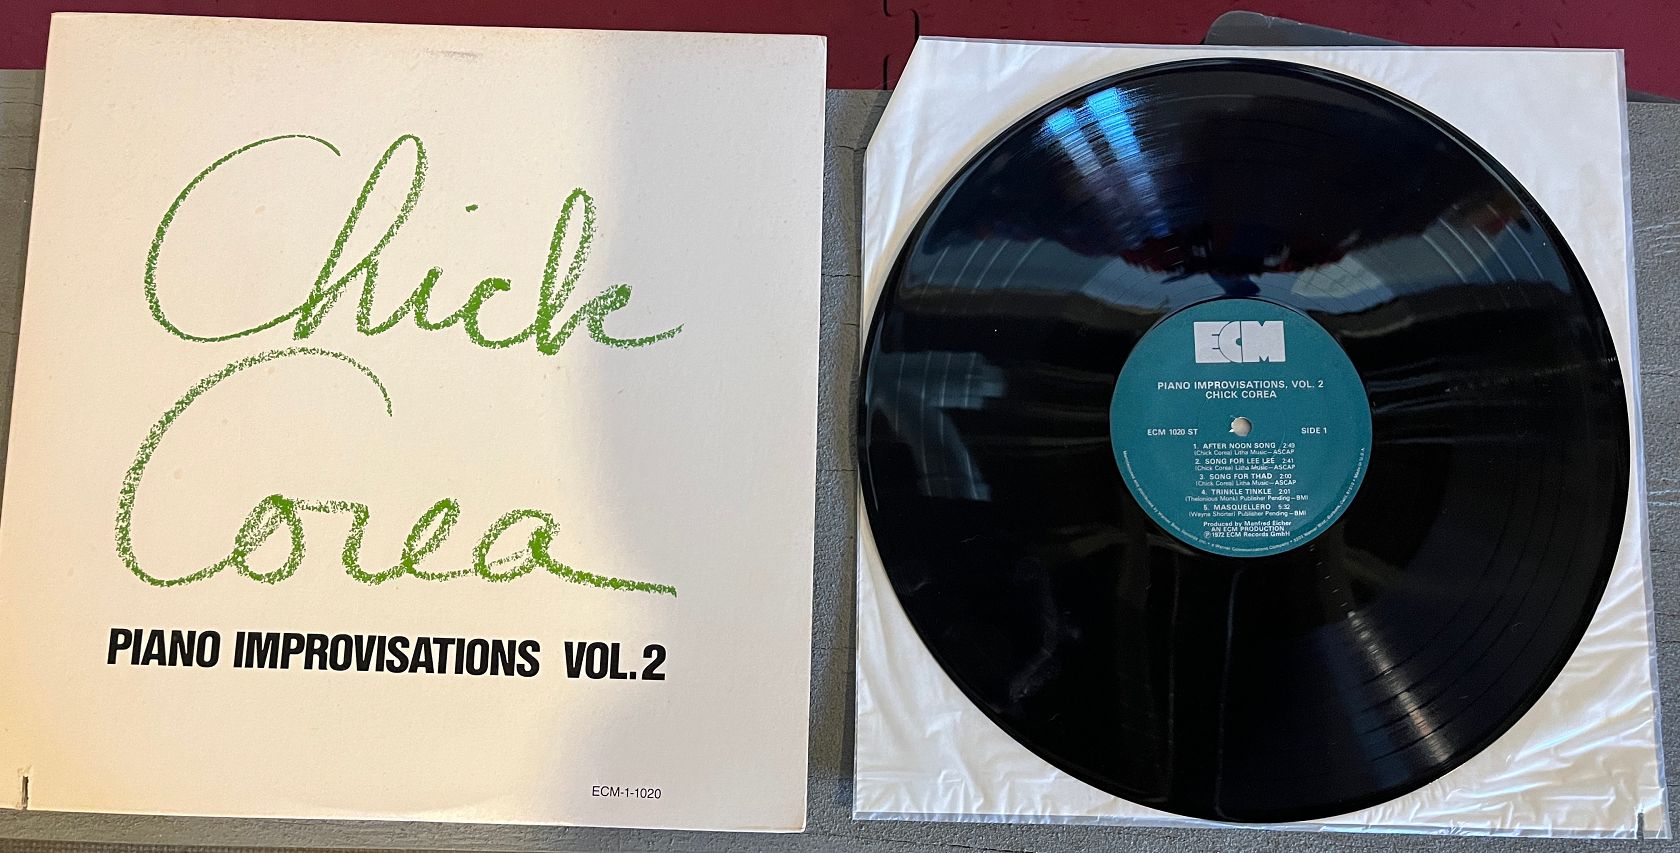 Chick
Corea
PIANO IMPROVISATIONS VOL.2
ECM-1-1020
ECM
PIANO IMPROVISATIONS, VOL. 2
CHICK COREA
ECM 1020 ST SIDE 1
1. AFTER NOON SONG 2:49
(Chick Corea) Litha Music—ASCAP
2. SONG FOR LEE LEE 2:41
(Chick Corea) Litha Music—ASCAP
3. SONG FOR THAD 2:00
(Chick Corea) Litha Music—ASCAP
4. TRINKLE TINKLE 2:01
(Thelonious Monk) Publisher Pending—BMI
5. MASQUELLERO 5:32
(Wayne Shorter) Publisher Pending—BMI
Produced by Manfred Eicher
AN ECM PRODUCTION
Ⓟ 1972 ECM Records GmbH